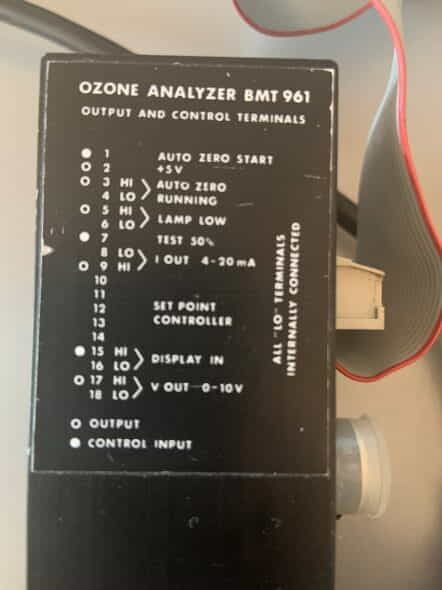 OZONE ANALYZER BMT 961
OUTPUT AND CONTROL TERMINALS
1 AUTO ZERO START
2 +5V
3 HI AUTO ZERO
4 LO RUNNING
5 HI LAMP LOW
6 LO
7 TEST 50%
8 LO I OUT 4-20mA
9 HI
10
11
12 SET POINT
13 CONTROLLER
14
15 HI DISPLAY IN
16 LO
17 HI V OUT 0-10V
18 LO
OUTPUT
CONTROL INPUT
ALL "LO" TERMINALS
INTERNALLY CONNECTED